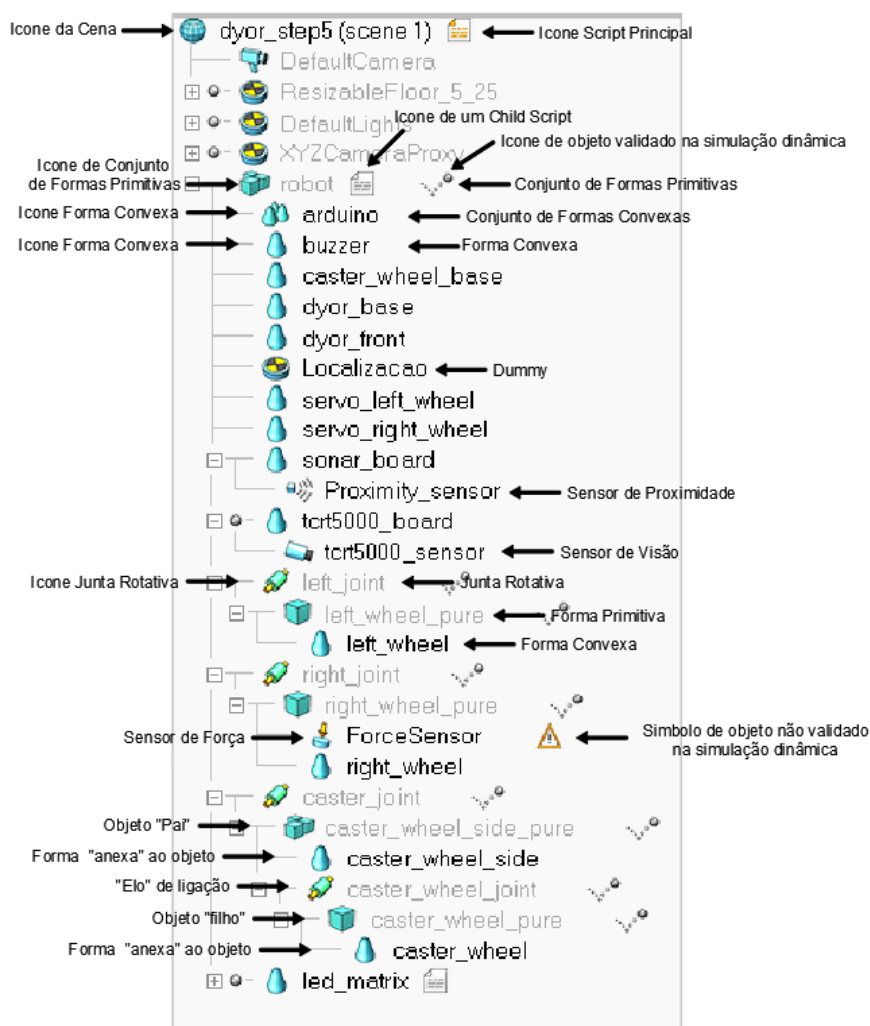 Icone da Cena
dyor_step5 (scene 1)
Icone Script Principal
DefaultCamera
ResizableFloor_5_25
DefaultLights
Icone de um Child Script
Icone de objeto validado na simulação dinâmica
XYZCameraProxy
Icone de Conjunto
de Formas Primitivas
robot
Conjunto de Formas Primitivas
Icone Forma Convexa
arduino
Conjunto de Formas Convexas
Icone Forma Convexa
buzzer
Forma Convexa
caster_wheel_base
dyor_base
dyor_front
Localizacao
Dummy
servo_left_wheel
servo_right_wheel
sonar_board
Proximity_sensor
Sensor de Proximidade
tcrt5000_board
tcrt5000_sensor
Sensor de Visão
Icone Junta Rotativa
left_joint
Junta Rotativa
left_wheel_pure
Forma Primitiva
left_wheel
Forma Convexa
right_joint
right_wheel_pure
Sensor de Força
ForceSensor
Simbolo de objeto não validado
na simulação dinâmica
right_wheel
caster_joint
Objeto "Pai"
caster_wheel_side_pure
Forma "anexa" ao objeto
caster_wheel_side
"Elo" de ligação
caster_wheel_joint
Objeto "filho"
caster_wheel_pure
Forma "anexa" ao objeto
caster_wheel
led_matrix